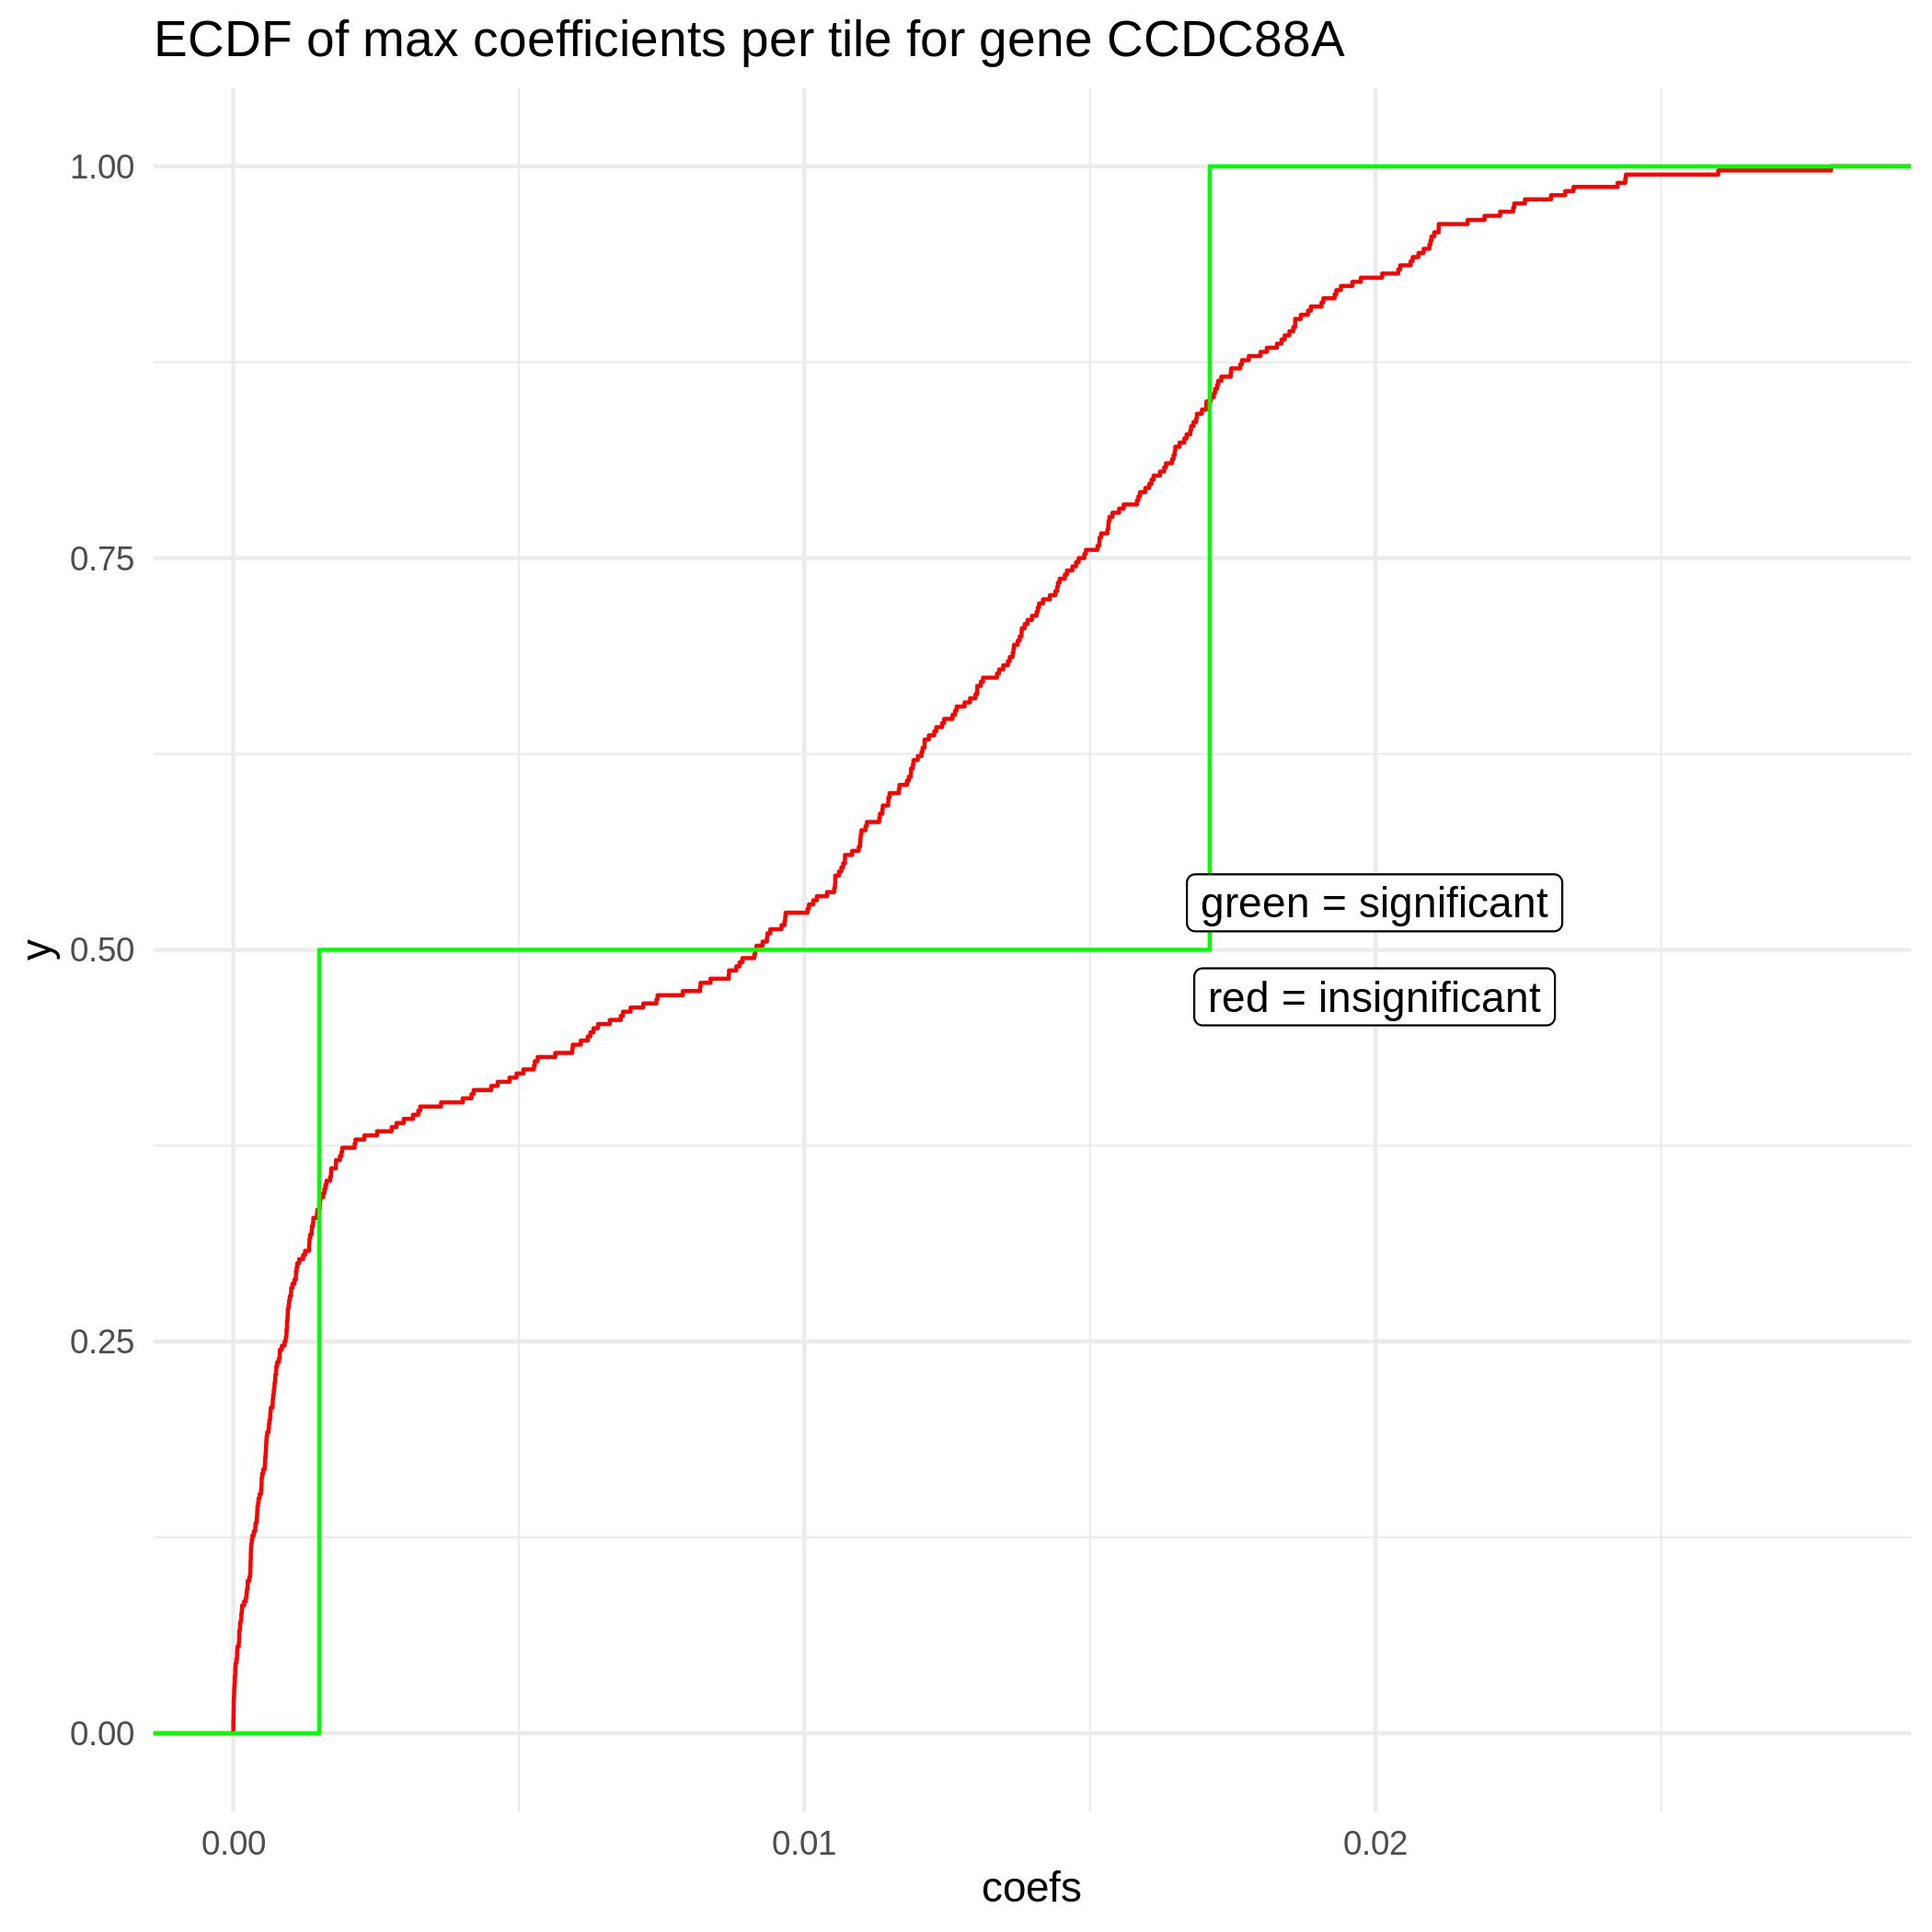 ECDF of max coefficients per tile for gene CCDC88A
1.00
0.75
green = significant
y
0.50
red = insignificant
0.25
0.00
0.00
0.01
0.02
coefs